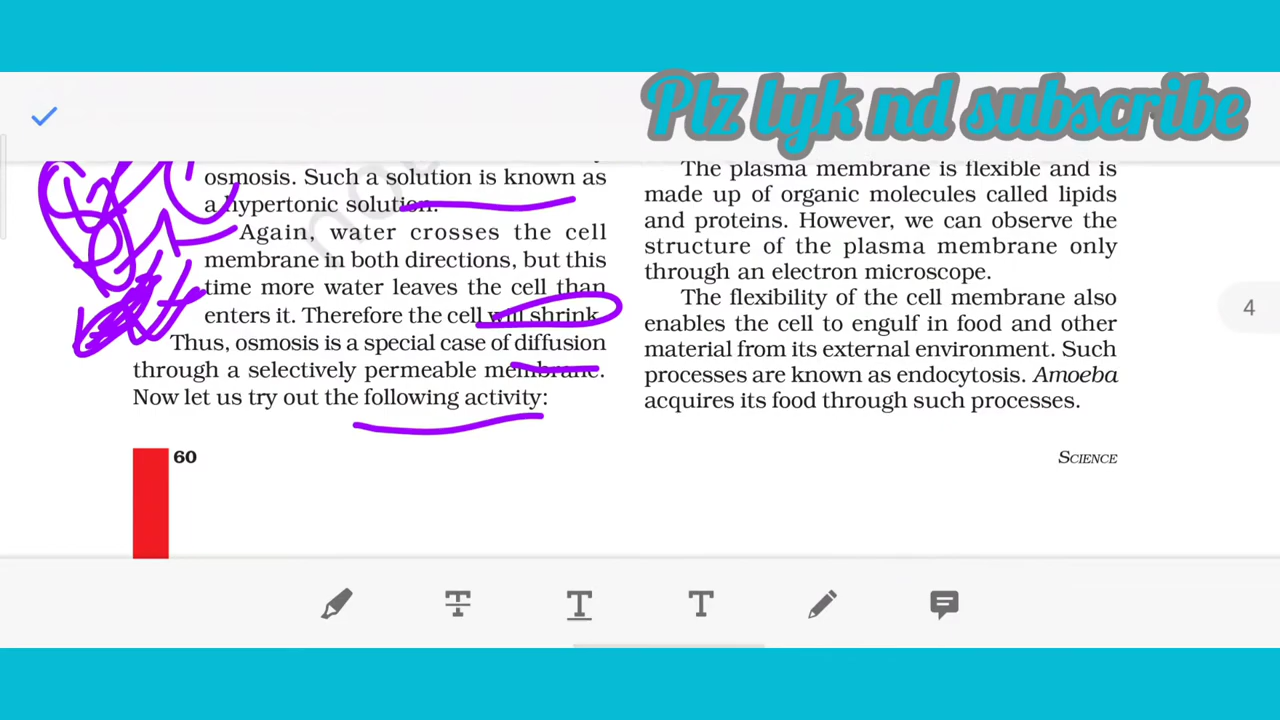 Plz lyk nd subscribe
osmosis. Such a solution is known as
a hypertonic solution.
Again, water crosses the cell
membrane in both directions, but this
time more water leaves the cell than
enters it. Therefore the cell will shrink.
Thus, osmosis is a special case of diffusion
through a selectively permeable membrane.
Now let us try out the following activity:
60
The plasma membrane is flexible and is
made up of organic molecules called lipids
and proteins. However, we can observe the
structure of the plasma membrane only
through an electron microscope.
The flexibility of the cell membrane also
enables the cell to engulf in food and other
material from its external environment. Such
processes are known as endocytosis. Amoeba
acquires its food through such processes.
SCIENCE
4